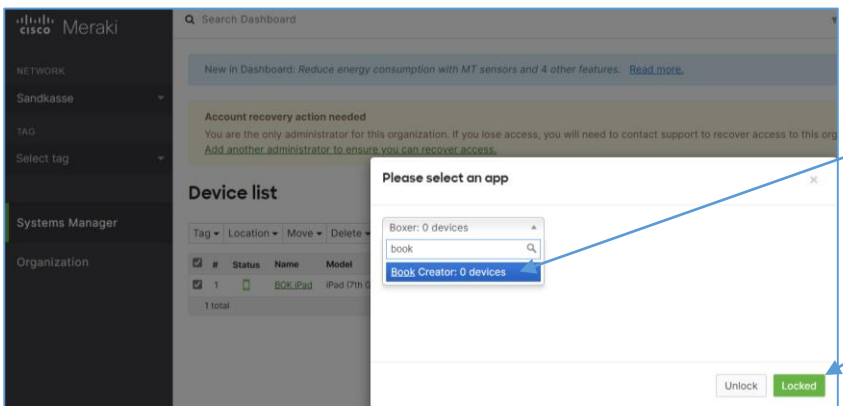 cisco Meraki
Search Dashboard
NETWORK
Sandkasse
TAG
Select tag
Systems Manager
Organization
New in Dashboard: Reduce energy consumption with MT sensors and 4 other features. Read more.
Account recovery action needed
You are the only administrator for this organization. If you lose access, you will need to contact support to recover access to this org
Add another administrator to ensure you can recover access.
Device list
Tag Location Move Delete
# Status Name Model
1 BOK iPad iPad (7th G
1 total
Please select an app
×
Boxer: 0 devices
book
Book Creator: 0 devices
Unlock Locked